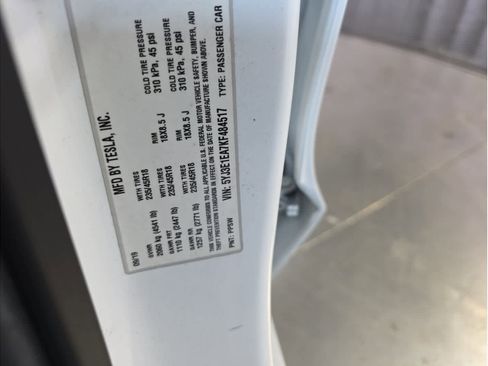 MFD BY TESLA, INC.
09/19
GVWR
2060 kg (4541 lb)
WITH TIRES
235/45R18
RIM
18X8.5 J
COLD TIRE PRESSURE
310 kPa, 45 psi
GAWR FRT
1110 kg (2447 lb)
WITH TIRES
235/45R18
RIM
18X8.5 J
COLD TIRE PRESSURE
310 kPa, 45 psi
GAWR RR
1257 kg (2771 lb)
WITH TIRES
235/45R18
THIS VEHICLE CONFORMS TO ALL APPLICABLE U.S. FEDERAL MOTOR VEHICLE SAFETY, BUMPER, AND
THEFT PREVENTION STANDARDS IN EFFECT ON THE DATE OF MANUFACTURE SHOWN ABOVE.
VIN: 5YJ3E1EA7KF484517
TYPE: PASSENGER CAR
PNT: PPSW